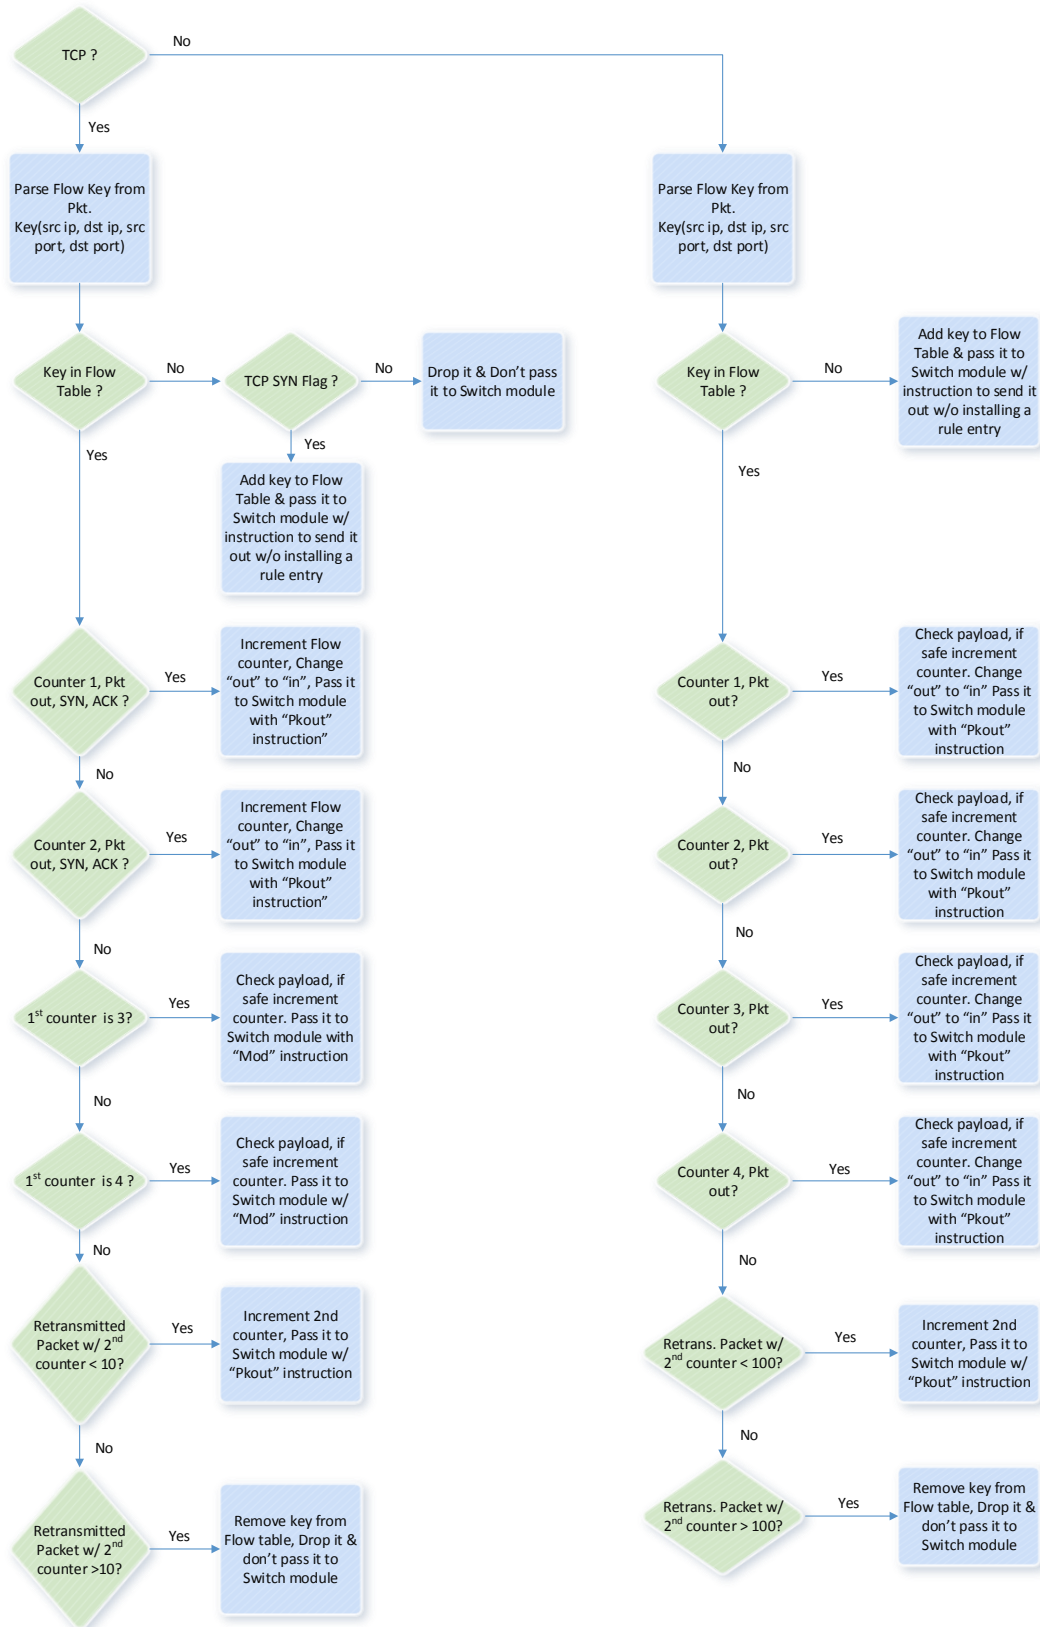 TCP ?
No
Yes
Parse Flow Key from
Pkt.
Key(src ip, dst ip, src
port, dst port)
Key in Flow
Table ?
No
TCP SYN Flag ?
No
Drop it & Don't pass
it to Switch module
Yes
Add key to Flow
Table & pass it to
Switch module w/
instruction to send it
out w/o installing a
rule entry
Yes
Counter 1, Pkt
out, SYN, ACK ?
Yes
Increment Flow
counter, Change
“out” to “in”, Pass it
to Switch module
with “Pkout”
instruction”
No
Counter 2, Pkt
out, SYN, ACK ?
Yes
Increment Flow
counter, Change
“out” to “in”, Pass it
to Switch module
with “Pkout”
instruction”
No
1st counter is 3?
Yes
Check payload, if
safe increment
counter. Pass it to
Switch module with
“Mod” instruction
No
1st counter is 4 ?
Yes
Check payload, if
safe increment
counter. Pass it to
Switch module w/
“Mod” instruction
No
Retransmitted
Packet w/ 2nd
counter < 10?
Yes
Increment 2nd
counter, Pass it to
Switch module w/
“Pkout” instruction
No
Retransmitted
Packet w/ 2nd
counter >10?
Yes
Remove key from
Flow table, Drop it &
don't pass it to
Switch module
Parse Flow Key from
Pkt.
Key(src ip, dst ip, src
port, dst port)
Key in Flow
Table ?
No
Add key to Flow
Table & pass it to
Switch module w/
instruction to send it
out w/o installing a
rule entry
Yes
Counter 1, Pkt
out?
Yes
Check payload, if
safe increment
counter. Change
“out” to “in” Pass it
to Switch module
with “Pkout”
instruction
No
Counter 2, Pkt
out?
Yes
Check payload, if
safe increment
counter. Change
“out” to “in” Pass it
to Switch module
with “Pkout”
instruction
No
Counter 3, Pkt
out?
Yes
Check payload, if
safe increment
counter. Change
“out” to “in” Pass it
to Switch module
with “Pkout”
instruction
No
Counter 4, Pkt
out?
Yes
Check payload, if
safe increment
counter. Change
“out” to “in” Pass it
to Switch module
with “Pkout”
instruction
No
Retrans. Packet w/
2nd counter < 100?
Yes
Increment 2nd
counter, Pass it to
Switch module w/
“Pkout” instruction
No
Retrans. Packet w/
2nd counter > 100?
Yes
Remove key from
Flow table, Drop it &
don't pass it to
Switch module